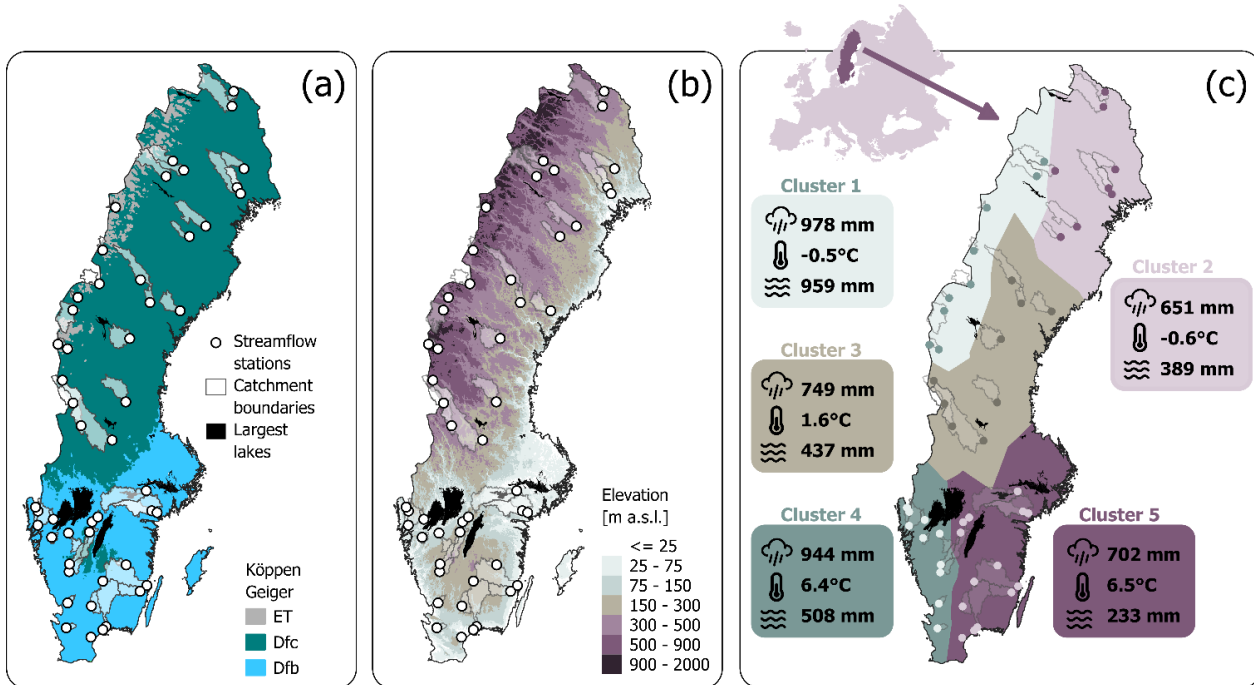 (a)
Streamflow
stations
Catchment
boundaries
Largest
lakes
Köppen
Geiger
ET
Dfc
Dfb
(b)
Elevation
[m a.s.l.]
<= 25
25 - 75
75 - 150
150 - 300
300 - 500
500 - 900
900 - 2000
(c)
Cluster 1
978 mm
-0.5°C
959 mm
Cluster 2
651 mm
-0.6°C
389 mm
Cluster 3
749 mm
1.6°C
437 mm
Cluster 4
944 mm
6.4°C
508 mm
Cluster 5
702 mm
6.5°C
233 mm